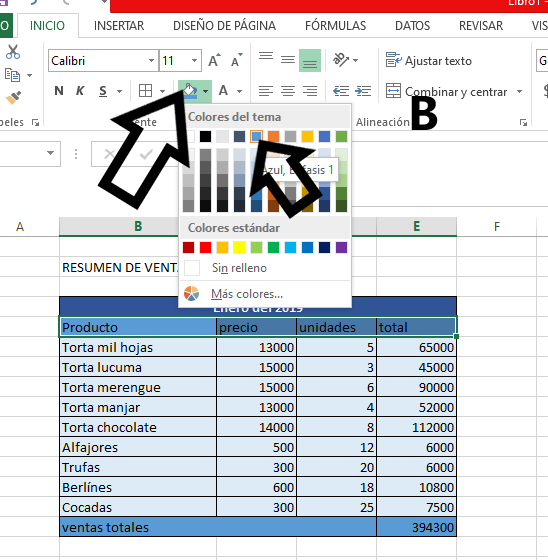 Libro1
O INICIO INSERTAR DISEÑO DE PÁGINA FÓRMULAS DATOS REVISAR VIS
Calibri 11 Ajustar texto
N K S A Combinar y centrar $
peles ente Alineación B
Colores del tema
Azul, Énfasis 1
Colores estándar
Sin relleno
Más colores...
A B E F G
RESUMEN DE VENT
Enero del 2019
Producto precio unidades total
Torta mil hojas 13000 5 65000
Torta lucuma 15000 3 45000
Torta merengue 15000 6 90000
Torta manjar 13000 4 52000
Torta chocolate 14000 8 112000
Alfajores 500 12 6000
Trufas 300 20 6000
Berlínes 600 18 10800
Cocadas 300 25 7500
ventas totales 394300